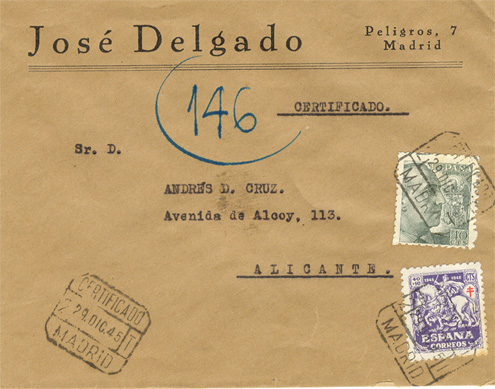 José Delgado
Peligros, 7
Madrid
146
CERTIFICADO.
Sr. D.
ANDRÉS D. CRUZ.
Avenida de Alcoy, 113.
ALICANTE.
MADRID
CERTIFICADO
29.DIC.45
MADRID
ESPAÑA
CORREOS
MADRID